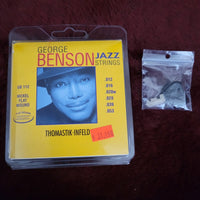 GEORGE
BENSON JAZZ
STRINGS
GB 112
NICKEL FLAT
WOUND
.012
.016
.020w
.028
.039
.053
THOMASTIK-INFELD